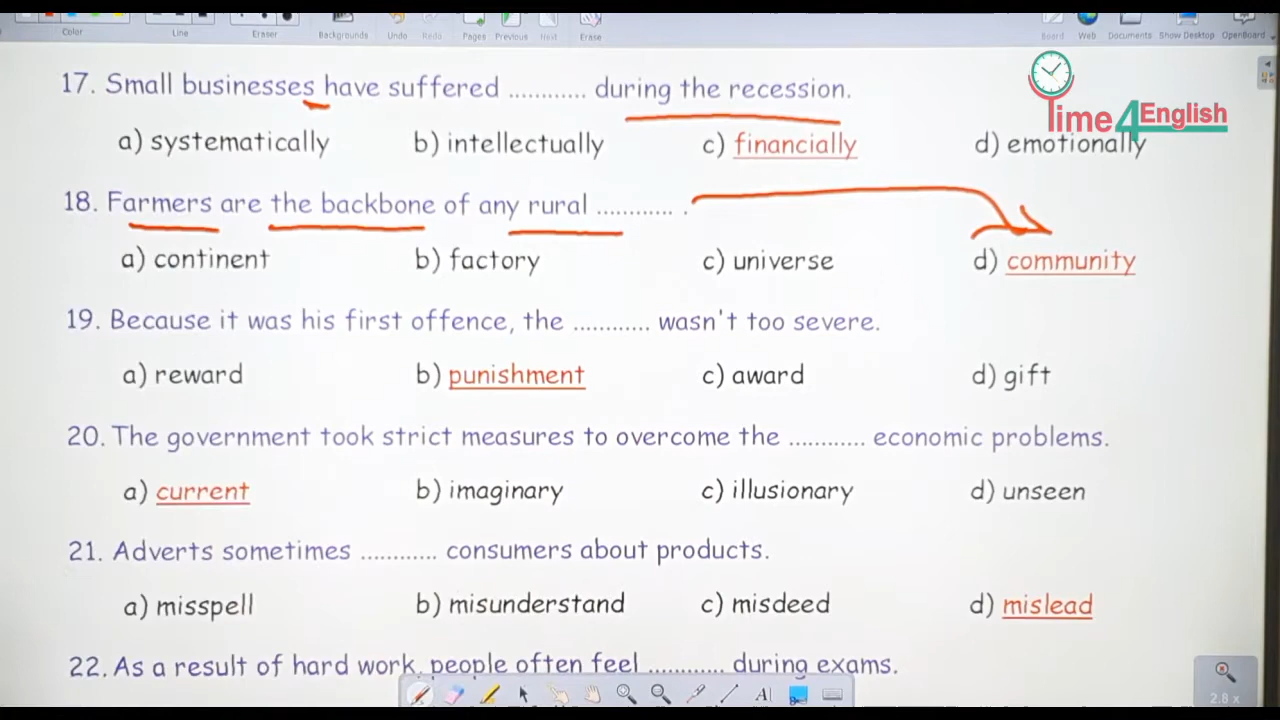 Color Line Eraser Backgrounds Undo Redo Pages Previous Next Erase Board Web Documents Show Desktop OpenBoard
Time4English
17. Small businesses have suffered ............ during the recession.
a) systematically b) intellectually c) financially d) emotionally
18. Farmers are the backbone of any rural ............ .
a) continent b) factory c) universe d) community
19. Because it was his first offence, the ............ wasn't too severe.
a) reward b) punishment c) award d) gift
20. The government took strict measures to overcome the ............ economic problems.
a) current b) imaginary c) illusionary d) unseen
21. Adverts sometimes ............ consumers about products.
a) misspell b) misunderstand c) misdeed d) mislead
22. As a result of hard work, people often feel ............ during exams.
2.8 x